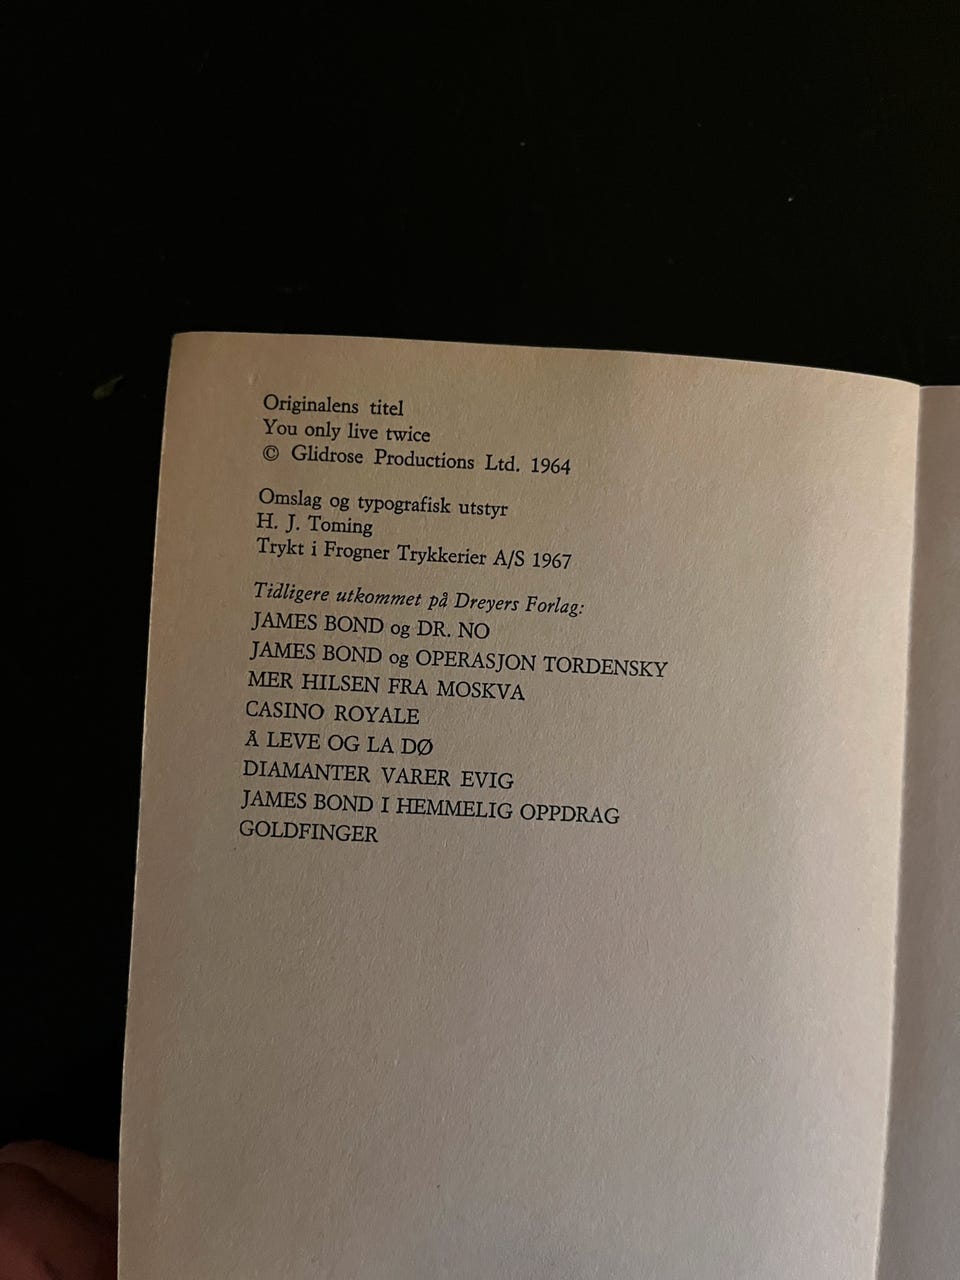 Originalens titel
You only live twice
© Glidrose Productions Ltd. 1964
Omslag og typografisk utstyr
H. J. Toming
Trykt i Frogner Trykkerier A/S 1967
Tidligere utkommet på Dreyers Forlag:
JAMES BOND og DR. NO
JAMES BOND og OPERASJON TORDENSKY
MER HILSEN FRA MOSKVA
CASINO ROYALE
Å LEVE OG LA DØ
DIAMANTER VARER EVIG
JAMES BOND I HEMMELIG OPPDRAG
GOLDFINGER